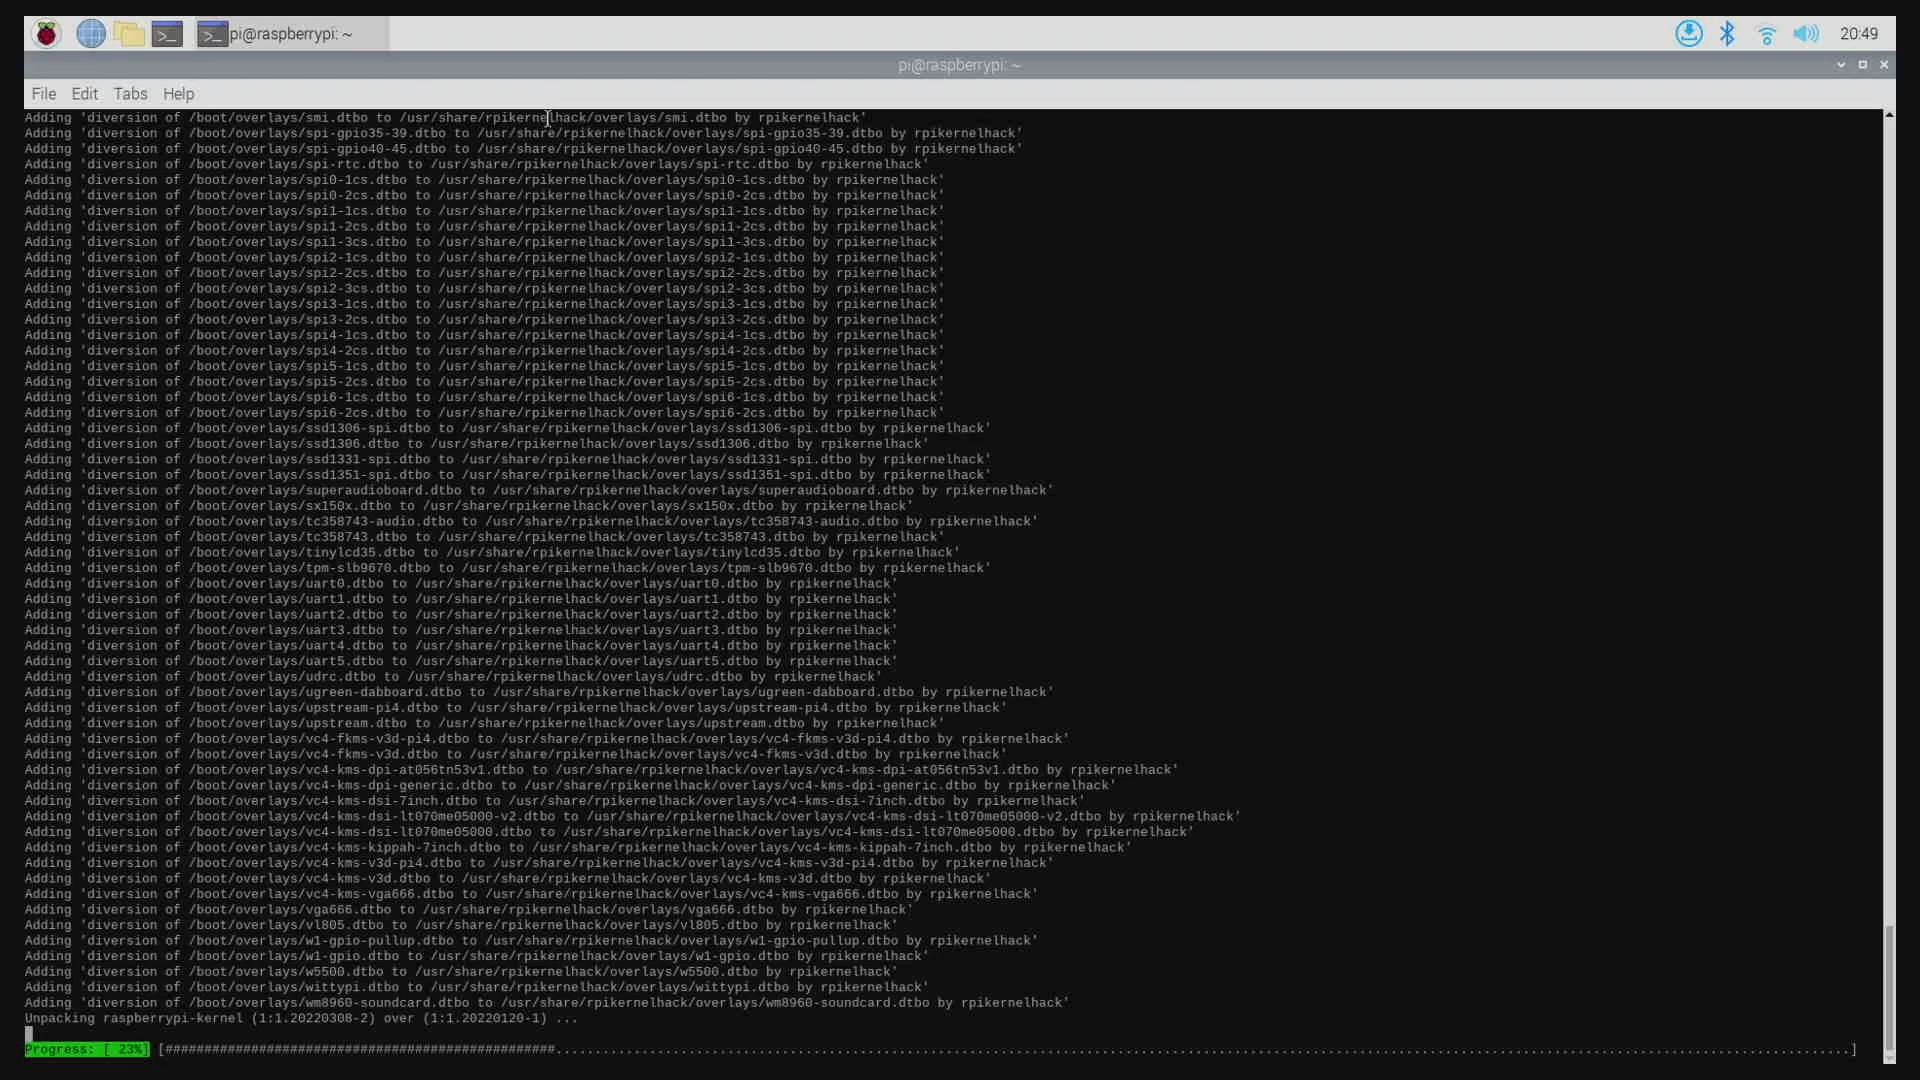 pi@raspberrypi: ~
20:49
pi@raspberrypi: ~
File Edit Tabs Help
Adding 'diversion of /boot/overlays/smi.dtbo to /usr/share/rpikernelhack/overlays/smi.dtbo by rpikernelhack'
Adding 'diversion of /boot/overlays/spi-gpio35-39.dtbo to /usr/share/rpikernelhack/overlays/spi-gpio35-39.dtbo by rpikernelhack'
Adding 'diversion of /boot/overlays/spi-gpio40-45.dtbo to /usr/share/rpikernelhack/overlays/spi-gpio40-45.dtbo by rpikernelhack'
Adding 'diversion of /boot/overlays/spi-rtc.dtbo to /usr/share/rpikernelhack/overlays/spi-rtc.dtbo by rpikernelhack'
Adding 'diversion of /boot/overlays/spi0-1cs.dtbo to /usr/share/rpikernelhack/overlays/spi0-1cs.dtbo by rpikernelhack'
Adding 'diversion of /boot/overlays/spi0-2cs.dtbo to /usr/share/rpikernelhack/overlays/spi0-2cs.dtbo by rpikernelhack'
Adding 'diversion of /boot/overlays/spi1-1cs.dtbo to /usr/share/rpikernelhack/overlays/spi1-1cs.dtbo by rpikernelhack'
Adding 'diversion of /boot/overlays/spi1-2cs.dtbo to /usr/share/rpikernelhack/overlays/spi1-2cs.dtbo by rpikernelhack'
Adding 'diversion of /boot/overlays/spi1-3cs.dtbo to /usr/share/rpikernelhack/overlays/spi1-3cs.dtbo by rpikernelhack'
Adding 'diversion of /boot/overlays/spi2-1cs.dtbo to /usr/share/rpikernelhack/overlays/spi2-1cs.dtbo by rpikernelhack'
Adding 'diversion of /boot/overlays/spi2-2cs.dtbo to /usr/share/rpikernelhack/overlays/spi2-2cs.dtbo by rpikernelhack'
Adding 'diversion of /boot/overlays/spi2-3cs.dtbo to /usr/share/rpikernelhack/overlays/spi2-3cs.dtbo by rpikernelhack'
Adding 'diversion of /boot/overlays/spi3-1cs.dtbo to /usr/share/rpikernelhack/overlays/spi3-1cs.dtbo by rpikernelhack'
Adding 'diversion of /boot/overlays/spi3-2cs.dtbo to /usr/share/rpikernelhack/overlays/spi3-2cs.dtbo by rpikernelhack'
Adding 'diversion of /boot/overlays/spi4-1cs.dtbo to /usr/share/rpikernelhack/overlays/spi4-1cs.dtbo by rpikernelhack'
Adding 'diversion of /boot/overlays/spi4-2cs.dtbo to /usr/share/rpikernelhack/overlays/spi4-2cs.dtbo by rpikernelhack'
Adding 'diversion of /boot/overlays/spi5-1cs.dtbo to /usr/share/rpikernelhack/overlays/spi5-1cs.dtbo by rpikernelhack'
Adding 'diversion of /boot/overlays/spi5-2cs.dtbo to /usr/share/rpikernelhack/overlays/spi5-2cs.dtbo by rpikernelhack'
Adding 'diversion of /boot/overlays/spi6-1cs.dtbo to /usr/share/rpikernelhack/overlays/spi6-1cs.dtbo by rpikernelhack'
Adding 'diversion of /boot/overlays/spi6-2cs.dtbo to /usr/share/rpikernelhack/overlays/spi6-2cs.dtbo by rpikernelhack'
Adding 'diversion of /boot/overlays/ssd1306-spi.dtbo to /usr/share/rpikernelhack/overlays/ssd1306-spi.dtbo by rpikernelhack'
Adding 'diversion of /boot/overlays/ssd1306.dtbo to /usr/share/rpikernelhack/overlays/ssd1306.dtbo by rpikernelhack'
Adding 'diversion of /boot/overlays/ssd1331-spi.dtbo to /usr/share/rpikernelhack/overlays/ssd1331-spi.dtbo by rpikernelhack'
Adding 'diversion of /boot/overlays/ssd1351-spi.dtbo to /usr/share/rpikernelhack/overlays/ssd1351-spi.dtbo by rpikernelhack'
Adding 'diversion of /boot/overlays/superaudioboard.dtbo to /usr/share/rpikernelhack/overlays/superaudioboard.dtbo by rpikernelhack'
Adding 'diversion of /boot/overlays/sx150x.dtbo to /usr/share/rpikernelhack/overlays/sx150x.dtbo by rpikernelhack'
Adding 'diversion of /boot/overlays/tc358743-audio.dtbo to /usr/share/rpikernelhack/overlays/tc358743-audio.dtbo by rpikernelhack'
Adding 'diversion of /boot/overlays/tc358743.dtbo to /usr/share/rpikernelhack/overlays/tc358743.dtbo by rpikernelhack'
Adding 'diversion of /boot/overlays/tinylcd35.dtbo to /usr/share/rpikernelhack/overlays/tinylcd35.dtbo by rpikernelhack'
Adding 'diversion of /boot/overlays/tpm-slb9670.dtbo to /usr/share/rpikernelhack/overlays/tpm-slb9670.dtbo by rpikernelhack'
Adding 'diversion of /boot/overlays/uart0.dtbo to /usr/share/rpikernelhack/overlays/uart0.dtbo by rpikernelhack'
Adding 'diversion of /boot/overlays/uart1.dtbo to /usr/share/rpikernelhack/overlays/uart1.dtbo by rpikernelhack'
Adding 'diversion of /boot/overlays/uart2.dtbo to /usr/share/rpikernelhack/overlays/uart2.dtbo by rpikernelhack'
Adding 'diversion of /boot/overlays/uart3.dtbo to /usr/share/rpikernelhack/overlays/uart3.dtbo by rpikernelhack'
Adding 'diversion of /boot/overlays/uart4.dtbo to /usr/share/rpikernelhack/overlays/uart4.dtbo by rpikernelhack'
Adding 'diversion of /boot/overlays/uart5.dtbo to /usr/share/rpikernelhack/overlays/uart5.dtbo by rpikernelhack'
Adding 'diversion of /boot/overlays/udrc.dtbo to /usr/share/rpikernelhack/overlays/udrc.dtbo by rpikernelhack'
Adding 'diversion of /boot/overlays/ugreen-dabboard.dtbo to /usr/share/rpikernelhack/overlays/ugreen-dabboard.dtbo by rpikernelhack'
Adding 'diversion of /boot/overlays/upstream-pi4.dtbo to /usr/share/rpikernelhack/overlays/upstream-pi4.dtbo by rpikernelhack'
Adding 'diversion of /boot/overlays/upstream.dtbo to /usr/share/rpikernelhack/overlays/upstream.dtbo by rpikernelhack'
Adding 'diversion of /boot/overlays/vc4-fkms-v3d-pi4.dtbo to /usr/share/rpikernelhack/overlays/vc4-fkms-v3d-pi4.dtbo by rpikernelhack'
Adding 'diversion of /boot/overlays/vc4-fkms-v3d.dtbo to /usr/share/rpikernelhack/overlays/vc4-fkms-v3d.dtbo by rpikernelhack'
Adding 'diversion of /boot/overlays/vc4-kms-dpi-at056tn53v1.dtbo to /usr/share/rpikernelhack/overlays/vc4-kms-dpi-at056tn53v1.dtbo by rpikernelhack'
Adding 'diversion of /boot/overlays/vc4-kms-dpi-generic.dtbo to /usr/share/rpikernelhack/overlays/vc4-kms-dpi-generic.dtbo by rpikernelhack'
Adding 'diversion of /boot/overlays/vc4-kms-dsi-7inch.dtbo to /usr/share/rpikernelhack/overlays/vc4-kms-dsi-7inch.dtbo by rpikernelhack'
Adding 'diversion of /boot/overlays/vc4-kms-dsi-lt070me05000-v2.dtbo to /usr/share/rpikernelhack/overlays/vc4-kms-dsi-lt070me05000-v2.dtbo by rpikernelhack'
Adding 'diversion of /boot/overlays/vc4-kms-dsi-lt070me05000.dtbo to /usr/share/rpikernelhack/overlays/vc4-kms-dsi-lt070me05000.dtbo by rpikernelhack'
Adding 'diversion of /boot/overlays/vc4-kms-kippah-7inch.dtbo to /usr/share/rpikernelhack/overlays/vc4-kms-kippah-7inch.dtbo by rpikernelhack'
Adding 'diversion of /boot/overlays/vc4-kms-v3d-pi4.dtbo to /usr/share/rpikernelhack/overlays/vc4-kms-v3d-pi4.dtbo by rpikernelhack'
Adding 'diversion of /boot/overlays/vc4-kms-v3d.dtbo to /usr/share/rpikernelhack/overlays/vc4-kms-v3d.dtbo by rpikernelhack'
Adding 'diversion of /boot/overlays/vc4-kms-vga666.dtbo to /usr/share/rpikernelhack/overlays/vc4-kms-vga666.dtbo by rpikernelhack'
Adding 'diversion of /boot/overlays/vga666.dtbo to /usr/share/rpikernelhack/overlays/vga666.dtbo by rpikernelhack'
Adding 'diversion of /boot/overlays/vl805.dtbo to /usr/share/rpikernelhack/overlays/vl805.dtbo by rpikernelhack'
Adding 'diversion of /boot/overlays/w1-gpio-pullup.dtbo to /usr/share/rpikernelhack/overlays/w1-gpio-pullup.dtbo by rpikernelhack'
Adding 'diversion of /boot/overlays/w1-gpio.dtbo to /usr/share/rpikernelhack/overlays/w1-gpio.dtbo by rpikernelhack'
Adding 'diversion of /boot/overlays/w5500.dtbo to /usr/share/rpikernelhack/overlays/w5500.dtbo by rpikernelhack'
Adding 'diversion of /boot/overlays/wittypi.dtbo to /usr/share/rpikernelhack/overlays/wittypi.dtbo by rpikernelhack'
Adding 'diversion of /boot/overlays/wm8960-soundcard.dtbo to /usr/share/rpikernelhack/overlays/wm8960-soundcard.dtbo by rpikernelhack'
Unpacking raspberrypi-kernel (1:1.20220308-2) over (1:1.20220120-1) ...
Progress: [ 23%] [##################################################.......................................................................................................................................................................]